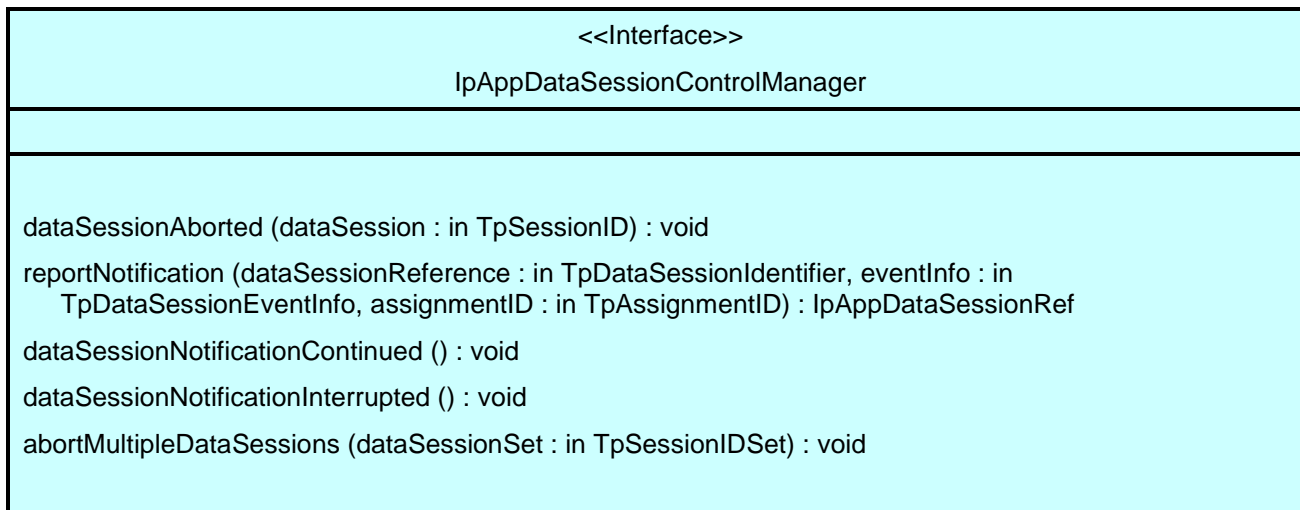 <<Interface>>
IpAppDataSessionControlManager
dataSessionAborted (dataSession : in TpSessionID) : void
reportNotification (dataSessionReference : in TpDataSessionIdentifier, eventInfo : in
TpDataSessionEventInfo, assignmentID : in TpAssignmentID) : IpAppDataSessionRef
dataSessionNotificationContinued () : void
dataSessionNotificationInterrupted () : void
abortMultipleDataSessions (dataSessionSet : in TpSessionIDSet) : void